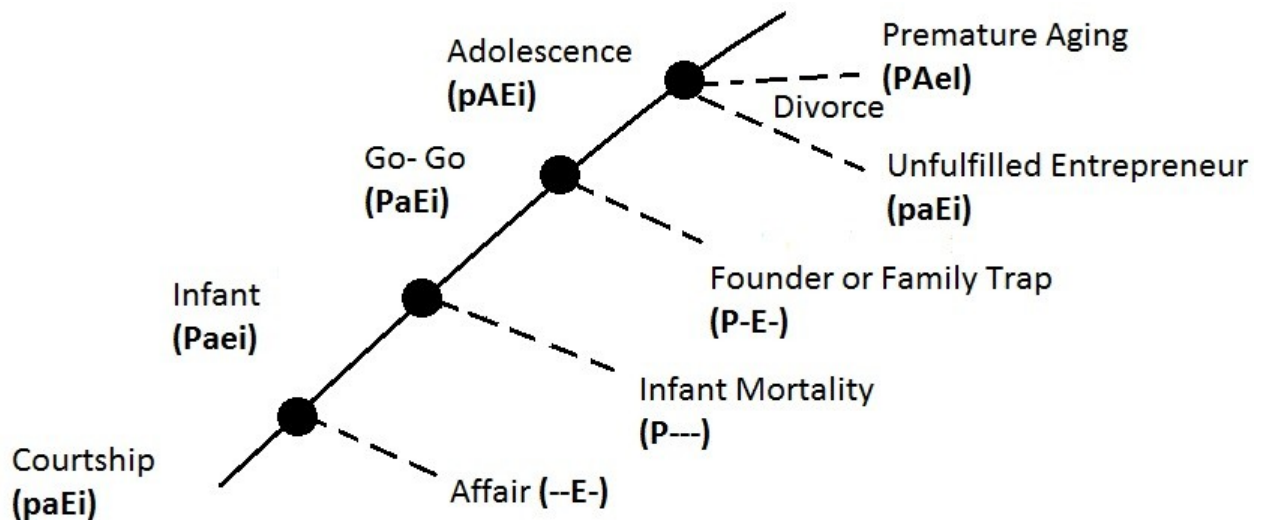 Adolescence
(pAEi)
Premature Aging
(PAeI)
Divorce
Go- Go
(PaEi)
Unfulfilled Entrepreneur
(paEi)
Infant
(Paei)
Founder or Family Trap
(P-E-)
Infant Mortality
(P---)
Courtship
(paEi)
Affair (--E-)